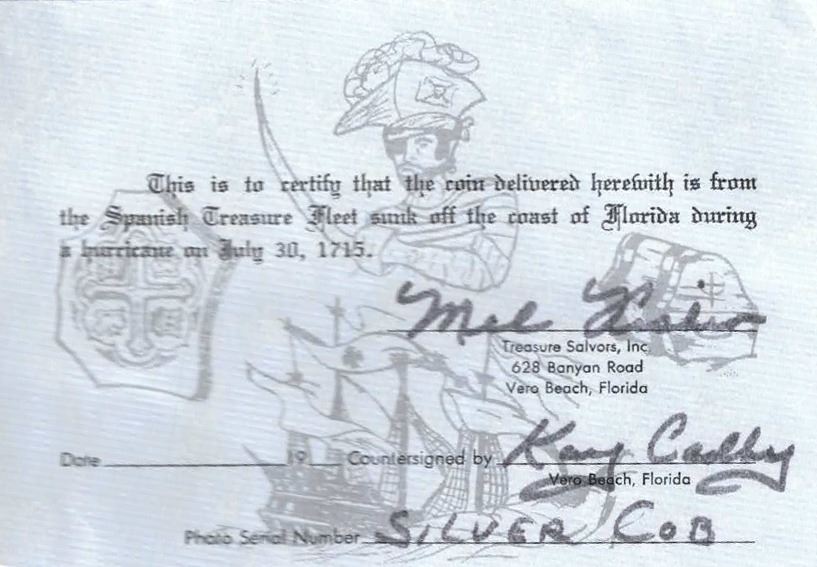 This is to certify that the coin delivered herewith is from
the Spanish Treasure Fleet sunk off the coast of Florida during
a hurricane on July 30, 1715.
Mel Fisher
Treasure Salvors, Inc.
628 Banyan Road
Vero Beach, Florida
Date 19 Countersigned by Kay
Vero Beach, Florida
Photo Serial Number SILVER COB